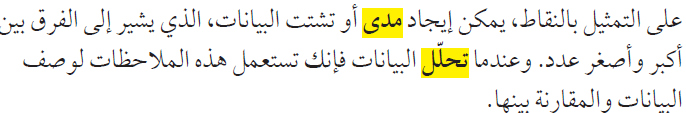 على التمثيل بالنقاط، يمكن إيجاد مدى أو تشتت البيانات، الذي يشير إلى الفرق بين
أكبر وأصغر عدد. وعندما تحلّل البيانات فإنك تستعمل هذه الملاحظات لوصف
البيانات والمقارنة بينها.